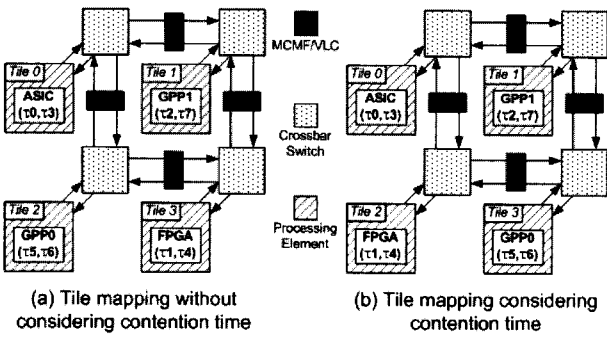 Tile 0
ASIC
(τ0,τ3)
Tile 1
GPP1
(τ2,τ7)
Tile 2
GPP0
(τ5,τ6)
Tile 3
FPGA
(τ1,τ4)
(a) Tile mapping without
considering contention time
MCMF/VLC
Crossbar
Switch
Processing
Element
Tile 0
ASIC
(τ0,τ3)
Tile 1
GPP1
(τ2,τ7)
Tile 2
FPGA
(τ1,τ4)
Tile 3
GPP0
(τ5,τ6)
(b) Tile mapping considering
contention time